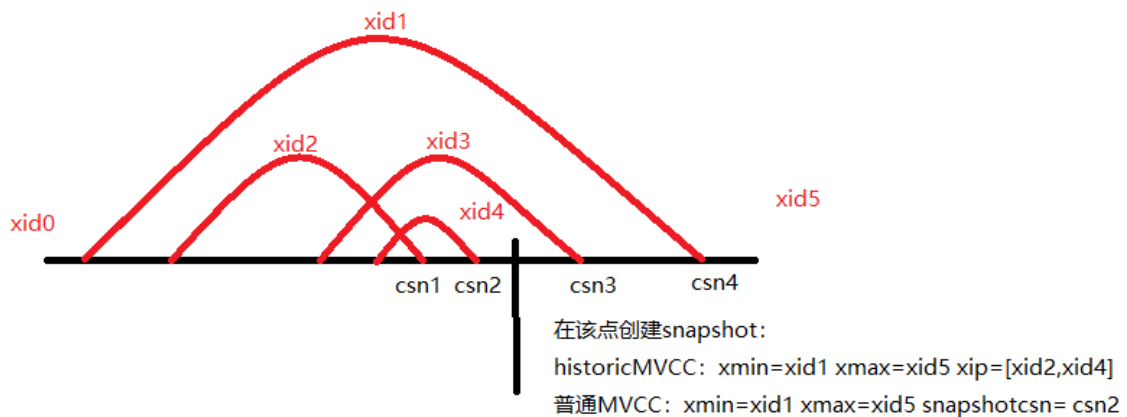 xid1
xid2
xid3
xid4
xid0
xid5
csn1
csn2
csn3
csn4
在该点创建snapshot：
historicMVCC：xmin=xid1 xmax=xid5 xip=[xid2,xid4]
普通MVCC：xmin=xid1 xmax=xid5 snapshotcsn= csn2